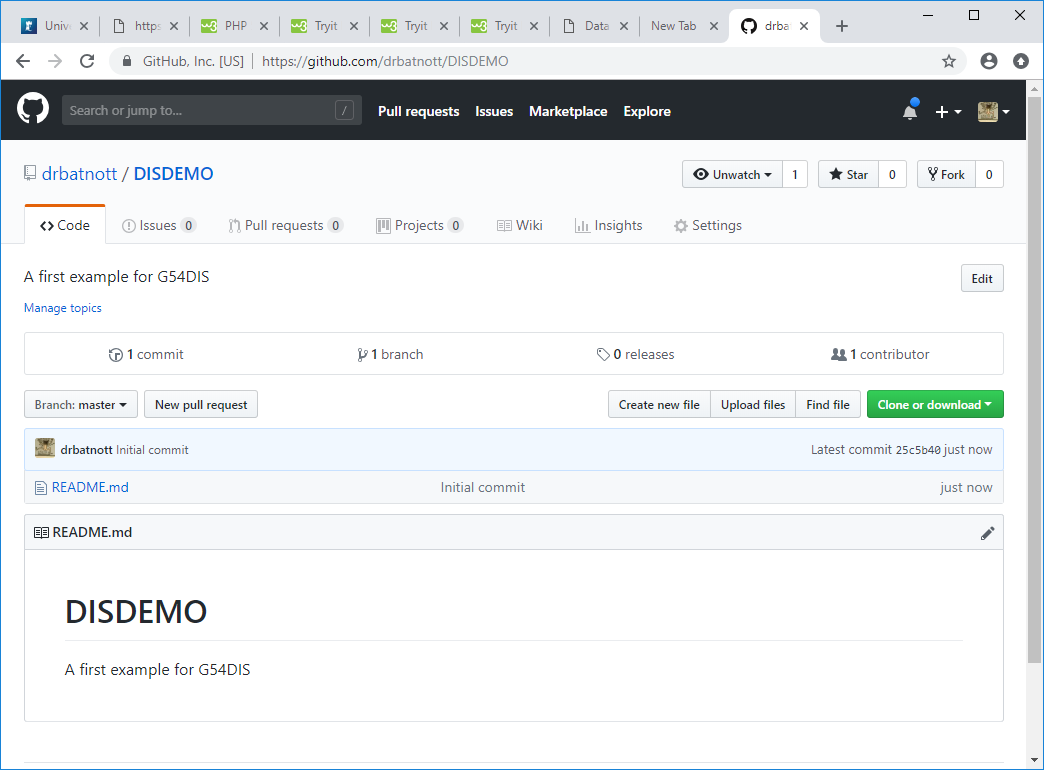 Univ https PHP Tryit Tryit Tryit Data New Tab drba
GitHub, Inc. [US] https://github.com/drbatnott/DISDEMO
Search or jump to... / Pull requests Issues Marketplace Explore
drbatnott / DISDEMO Unwatch 1 Star 0 Fork 0
Code Issues 0 Pull requests 0 Projects 0 Wiki Insights Settings
A first example for G54DIS Edit
Manage topics
1 commit 1 branch 0 releases 1 contributor
Branch: master New pull request Create new file Upload files Find file Clone or download
drbatnott Initial commit Latest commit 25c5b40 just now
README.md Initial commit just now
README.md
DISDEMO
A first example for G54DIS